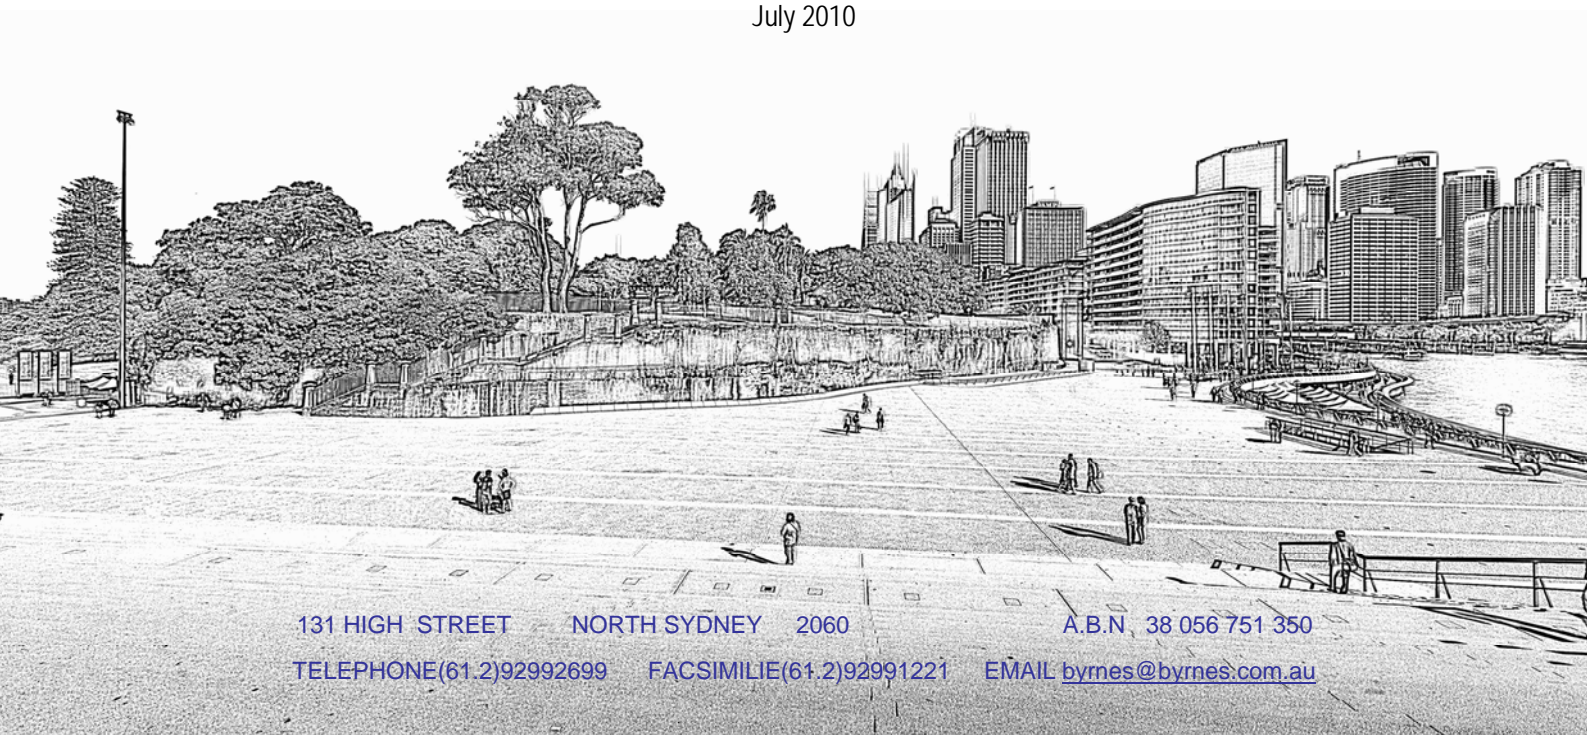 July 2010
131 HIGH STREET NORTH SYDNEY 2060 A.B.N 38 056 751 350
TELEPHONE(61.2)92992699 FACSIMILIE(61.2)92991221 EMAIL byrnes@byrnes.com.au